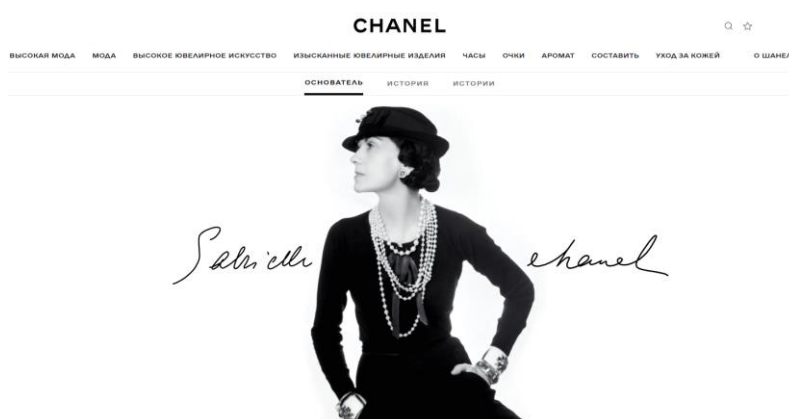 CHANEL
ВЫСОКАЯ МОДА МОДА ВЫСОКОЕ ЮВЕЛИРНОЕ ИСКУССТВО ИЗЫСКАННЫЕ ЮВЕЛИРНЫЕ ИЗДЕЛИЯ ЧАСЫ ОЧКИ АРОМАТ СОСТАВИТЬ УХОД ЗА КОЖЕЙ О ШАНЕЛ
ОСНОВАТЕЛЬ ИСТОРИЯ ИСТОРИИ
Gabrielle Chanel